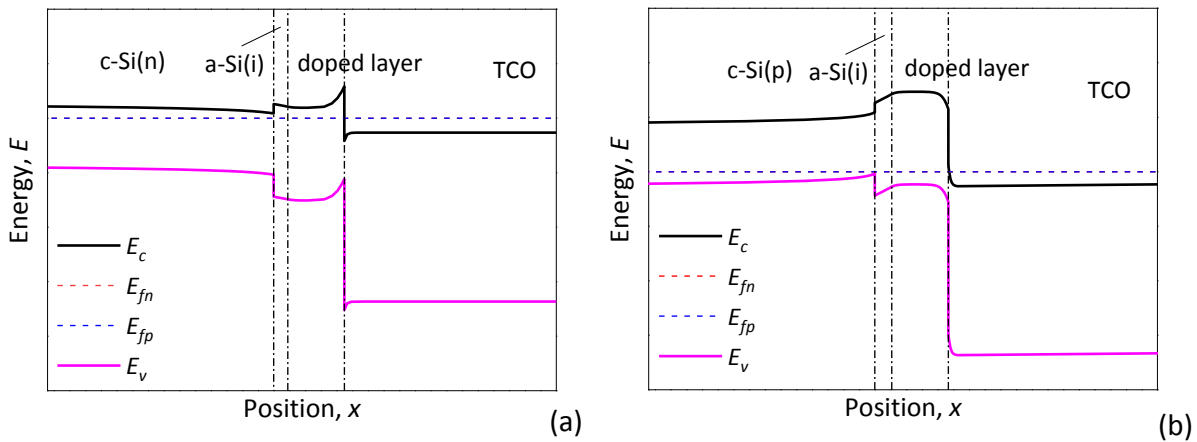 c-Si(n)
a-Si(i)
doped layer
TCO
Energy, E
E_c
E_fn
E_fp
E_v
Position, x
(a)
c-Si(p)
a-Si(i)
doped layer
TCO
Energy, E
E_c
E_fn
E_fp
E_v
Position, x
(b)